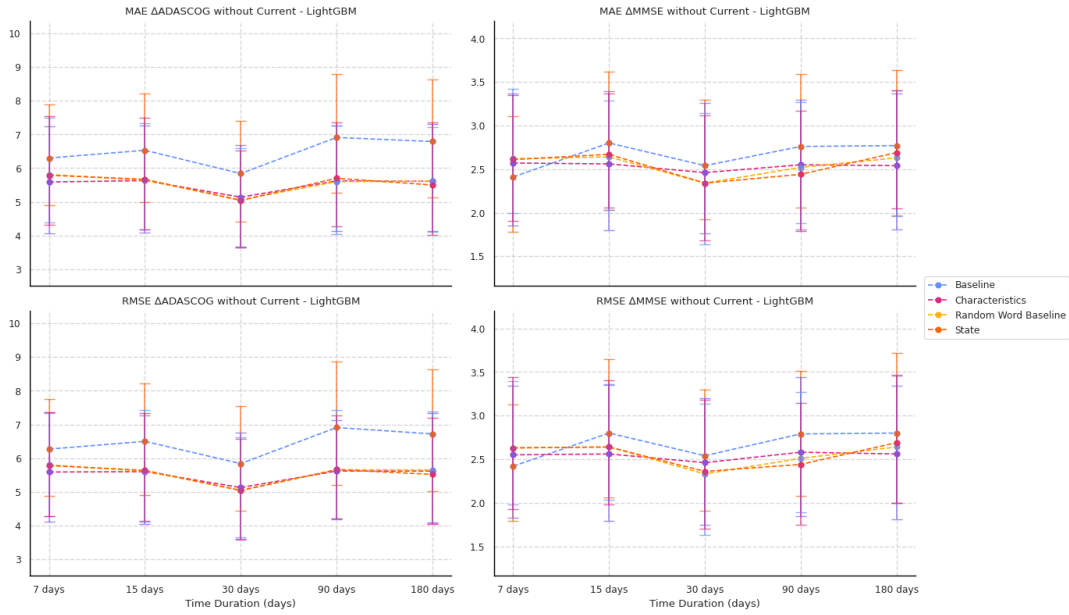 MAE ΔADASCOG without Current - LightGBM
10
9
8
7
6
5
4
3
MAE ΔMMSE without Current - LightGBM
4.0
3.5
3.0
2.5
2.0
1.5
RMSE ΔADASCOG without Current - LightGBM
10
9
8
7
6
5
4
3
7 days 15 days 30 days 90 days 180 days
Time Duration (days)
RMSE ΔMMSE without Current - LightGBM
4.0
3.5
3.0
2.5
2.0
1.5
7 days 15 days 30 days 90 days 180 days
Time Duration (days)
Baseline
Characteristics
Random Word Baseline
State